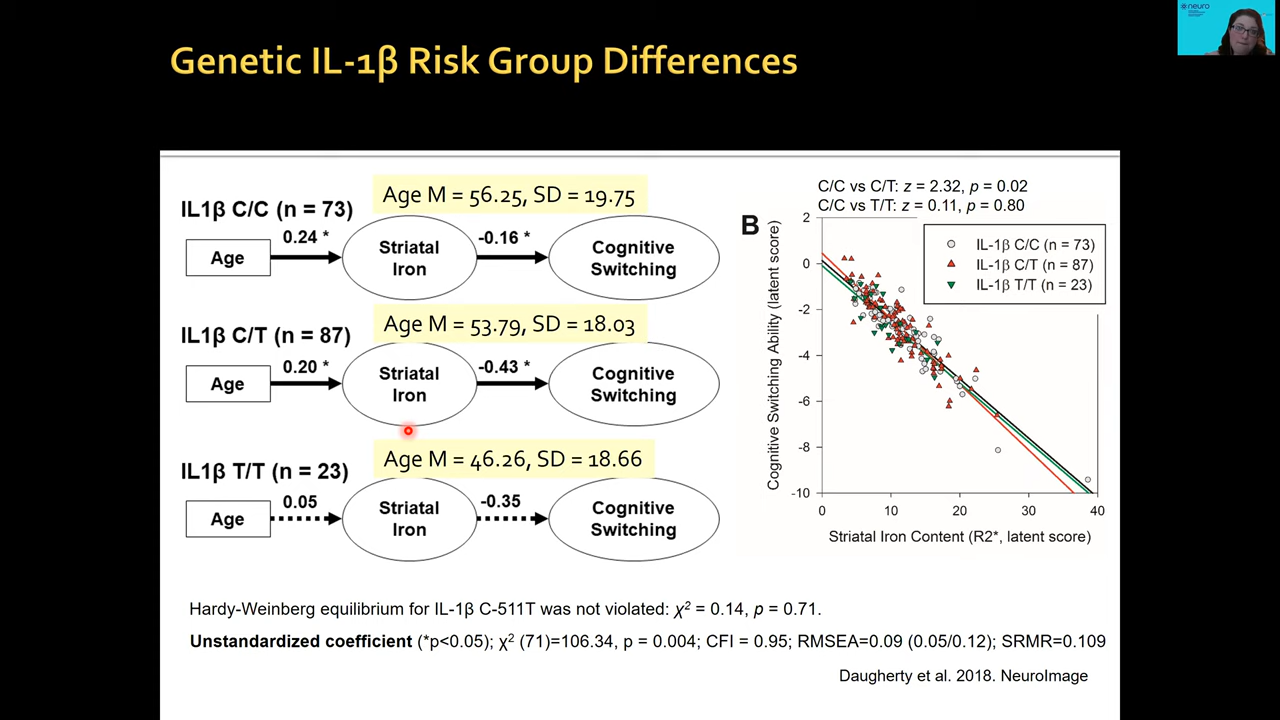 neuro
Genetic IL-1β Risk Group Differences
Age M = 56.25, SD = 19.75
IL1β C/C (n = 73)
0.24 *
-0.16 *
Age
Striatal
Iron
Cognitive
Switching
Age M = 53.79, SD = 18.03
IL1β C/T (n = 87)
0.20 *
-0.43 *
Age
Striatal
Iron
Cognitive
Switching
Age M = 46.26, SD = 18.66
IL1β T/T (n = 23)
0.05
-0.35
Age
Striatal
Iron
Cognitive
Switching
B
C/C vs C/T: z = 2.32, p = 0.02
C/C vs T/T: z = 0.11, p = 0.80
IL-1β C/C (n = 73)
IL-1β C/T (n = 87)
IL-1β T/T (n = 23)
Cognitive Switching Ability (latent score)
2
0
-2
-4
-6
-8
-10
0 10 20 30 40
Striatal Iron Content (R2*, latent score)
Hardy-Weinberg equilibrium for IL-1β C-511T was not violated: χ² = 0.14, p = 0.71.
Unstandardized coefficient (*p<0.05); χ² (71)=106.34, p = 0.004; CFI = 0.95; RMSEA=0.09 (0.05/0.12); SRMR=0.109
Daugherty et al. 2018. NeuroImage